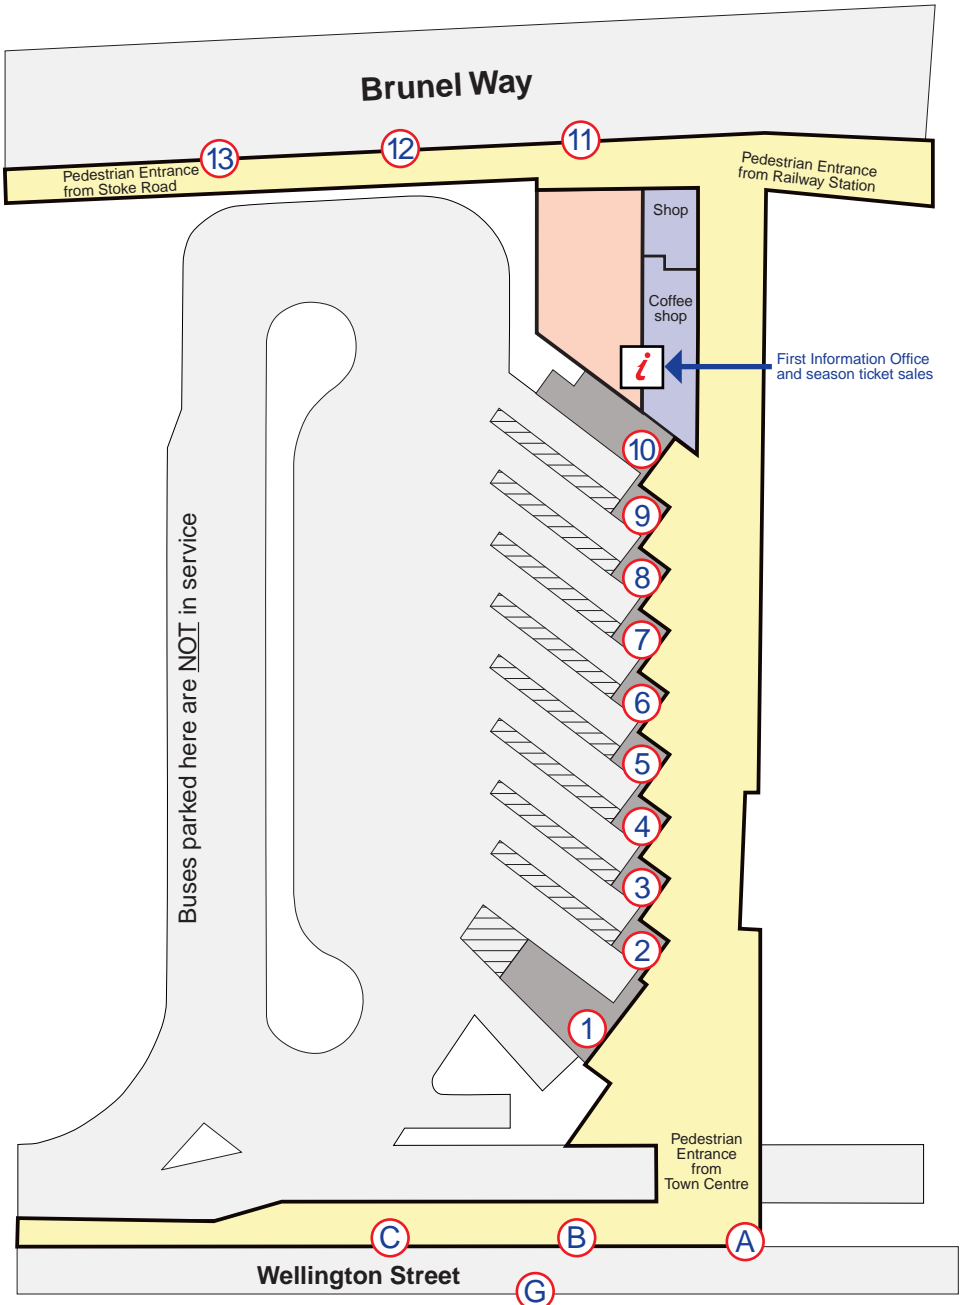 Brunel Way
11
12
13
Pedestrian Entrance
from Stoke Road
Pedestrian Entrance
from Railway Station
Shop
Coffee
shop
i
First Information Office
and season ticket sales
10
9
8
7
6
5
4
3
2
1
Buses parked here are NOT in service
Pedestrian
Entrance
from
Town Centre
C
B
A
Wellington Street
G